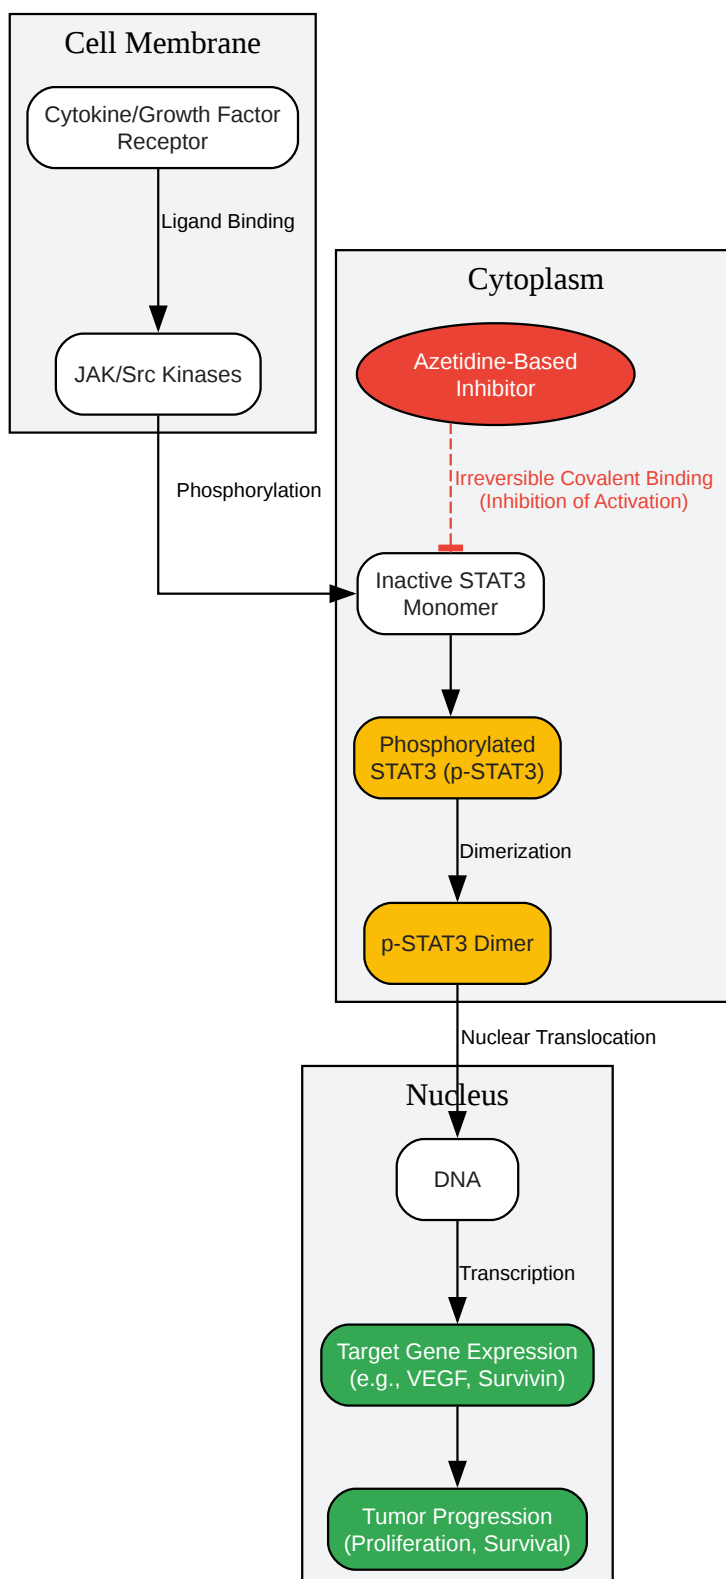 Cell Membrane
Cytokine/Growth Factor
Receptor
Ligand Binding
JAK/Src Kinases
Phosphorylation
Cytoplasm
Azetidine-Based
Inhibitor
Irreversible Covalent Binding
(Inhibition of Activation)
Inactive STAT3
Monomer
Phosphorylated
STAT3 (p-STAT3)
Dimerization
p-STAT3 Dimer
Nuclear Translocation
Nucleus
DNA
Transcription
Target Gene Expression
(e.g., VEGF, Survivin)
Tumor Progression
(Proliferation, Survival)